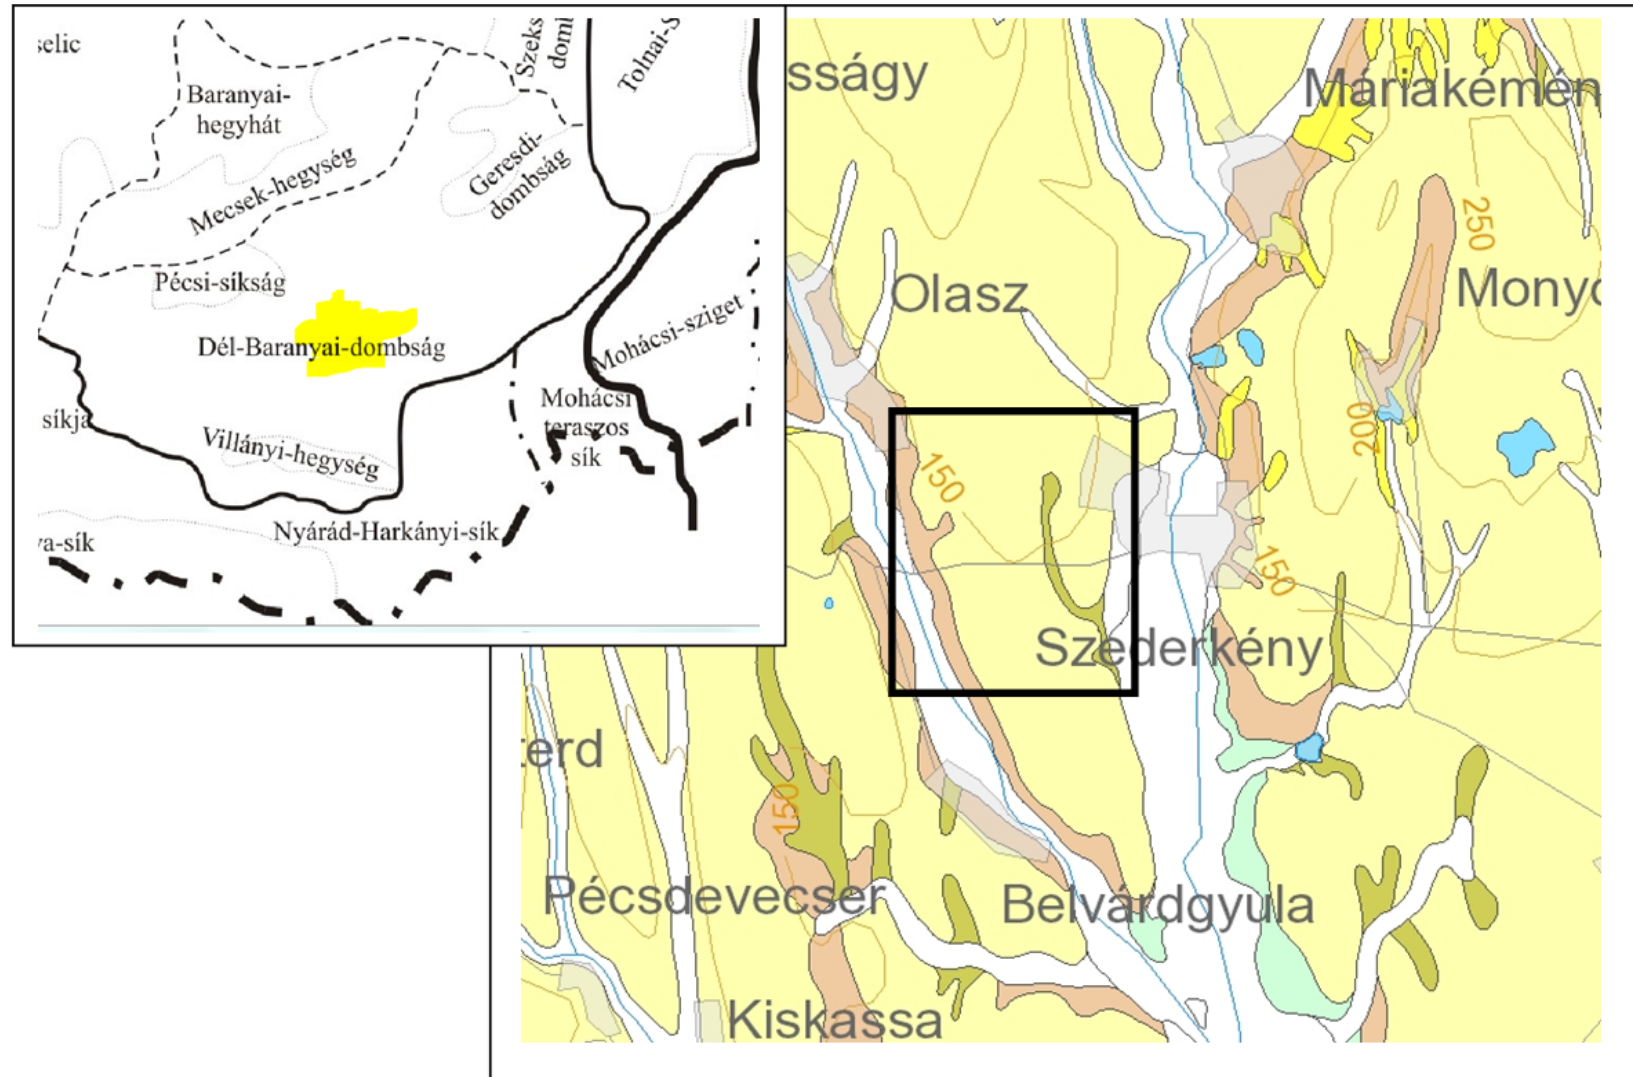 selic
Szeks
doml
Tolnai-S
Baranyai-
hegyhát
Mecsek-hegység
Geresdi-
dombság
Pécsi-síkság
Dél-Baranyai-dombság
Mohácsi-sziget
síkja
Villányi-hegység
Mohácsi
teraszos
sík
Nyárád-Harkányi-sík
va-sík
sságy
Máriakémén
250
Olasz
Monyo
200
150
150
Szederkény
terd
150
Pécsdevecser
Belvárdgyula
Kiskassa